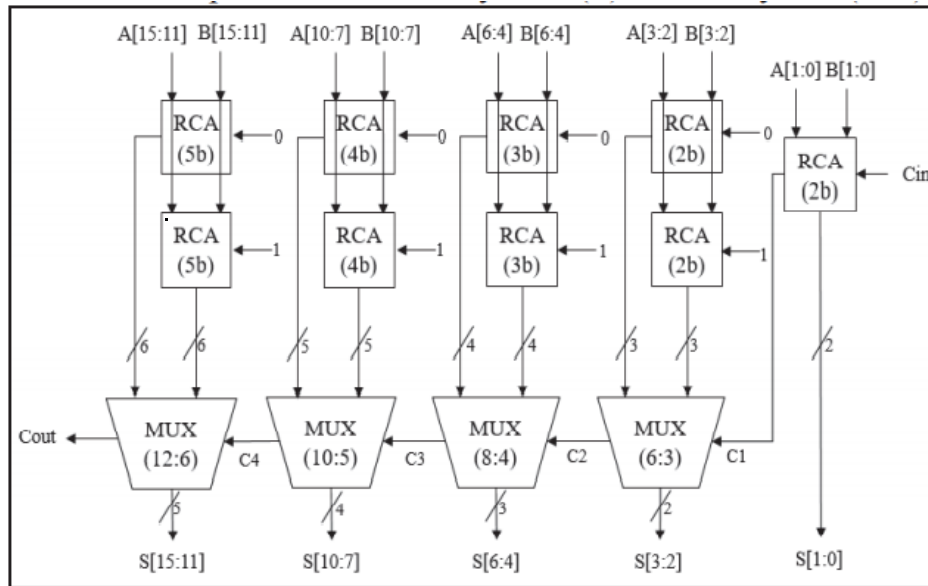 A[15:11] B[15:11] A[10:7] B[10:7] A[6:4] B[6:4] A[3:2] B[3:2]
A[1:0] B[1:0]
RCA
(5b)
0
RCA
(4b)
0
RCA
(3b)
0
RCA
(2b)
0
RCA
(2b)
Cin
RCA
(5b)
1
RCA
(4b)
1
RCA
(3b)
1
RCA
(2b)
1
6 6 5 5 4 4 3 3 2
Cout
MUX
(12:6)
C4
MUX
(10:5)
C3
MUX
(8:4)
C2
MUX
(6:3)
C1
5 4 3 2
S[15:11] S[10:7] S[6:4] S[3:2] S[1:0]